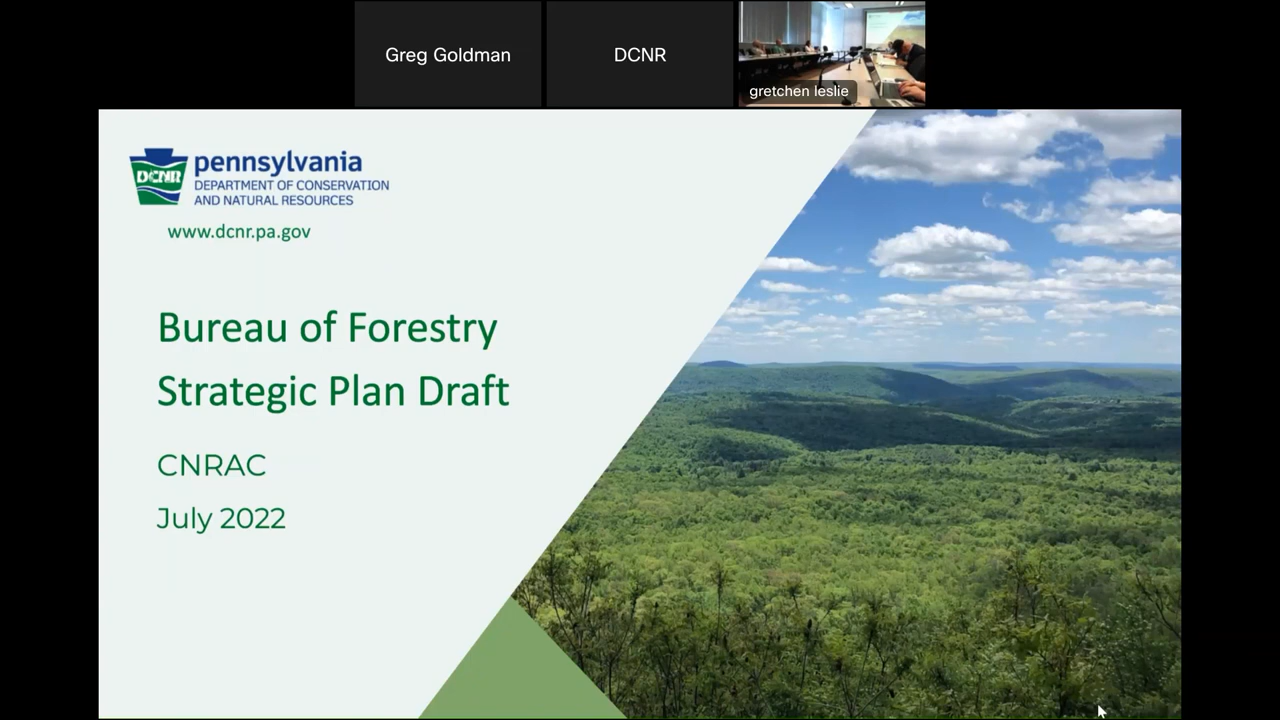 Greg Goldman
DCNR
gretchen leslie
DCNR
pennsylvania
DEPARTMENT OF CONSERVATION
AND NATURAL RESOURCES
www.dcnr.pa.gov
Bureau of Forestry
Strategic Plan Draft
CNRAC
July 2022